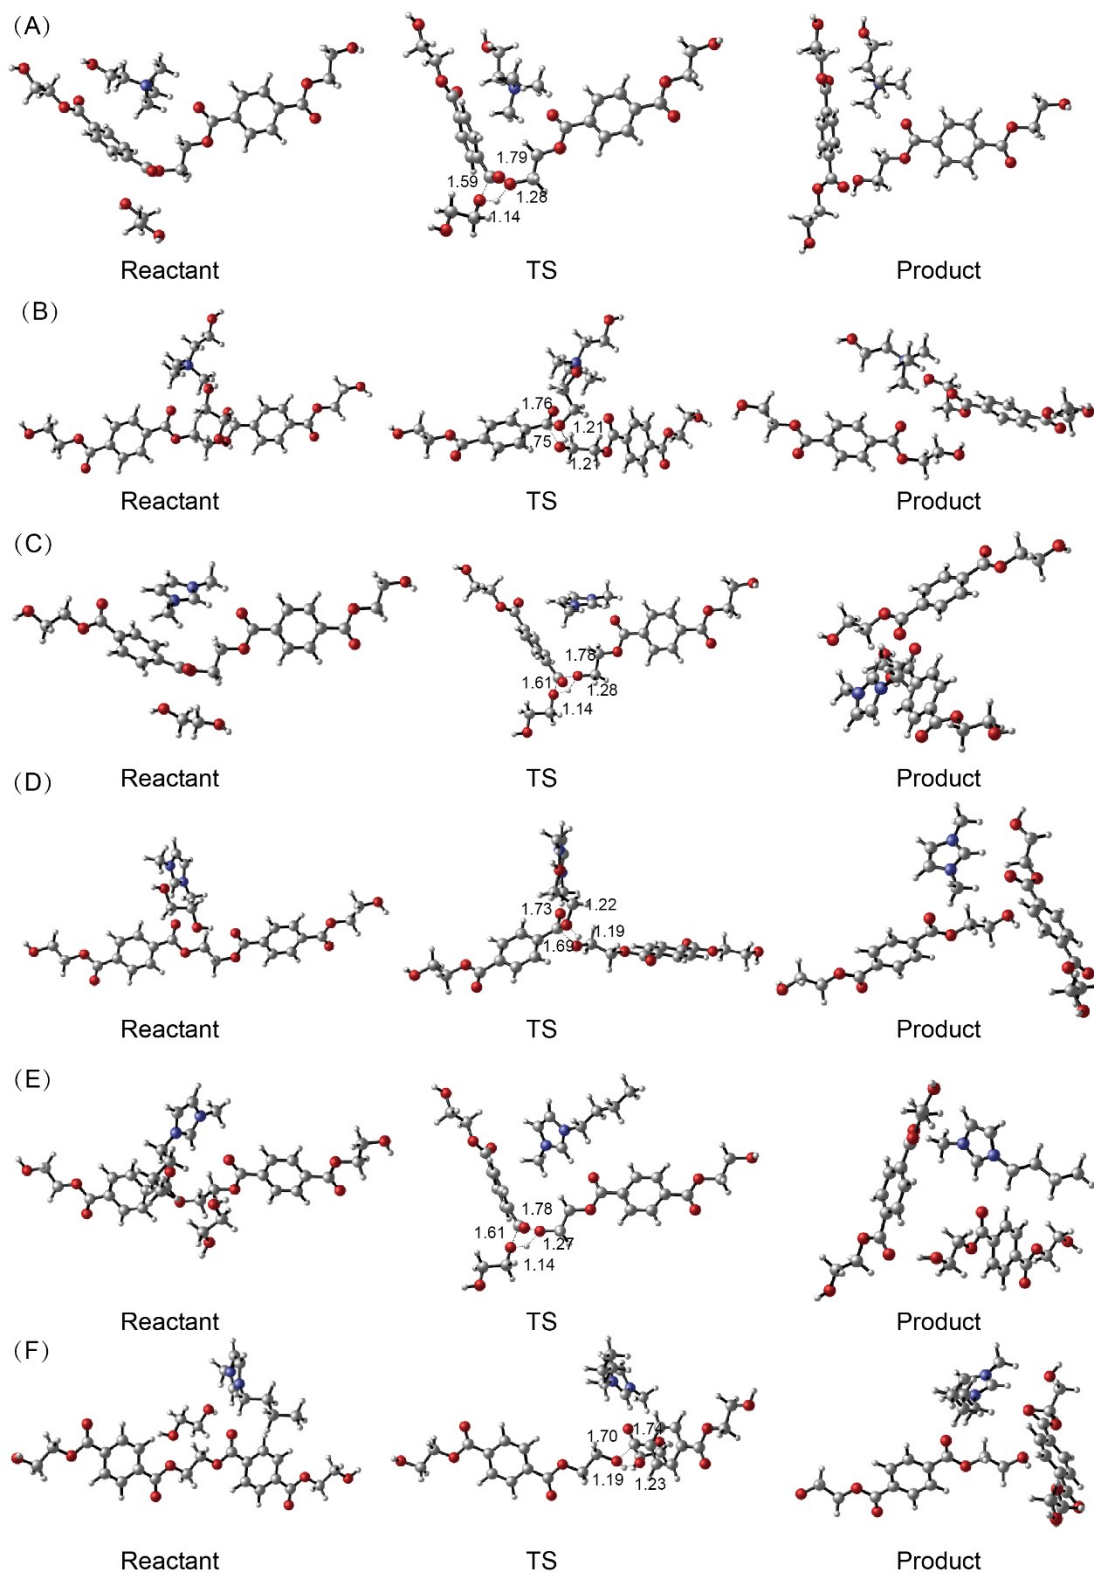 (A)
1.79
1.59
1.28
1.14
Reactant TS Product
(B)
1.76
1.21
1.75
1.21
Reactant TS Product
(C)
1.78
1.61
1.28
1.14
Reactant TS Product
(D)
1.73
1.22
1.19
1.69
Reactant TS Product
(E)
1.78
1.61
1.27
1.14
Reactant TS Product
(F)
1.70 1.74
1.19 1.23
Reactant TS Product